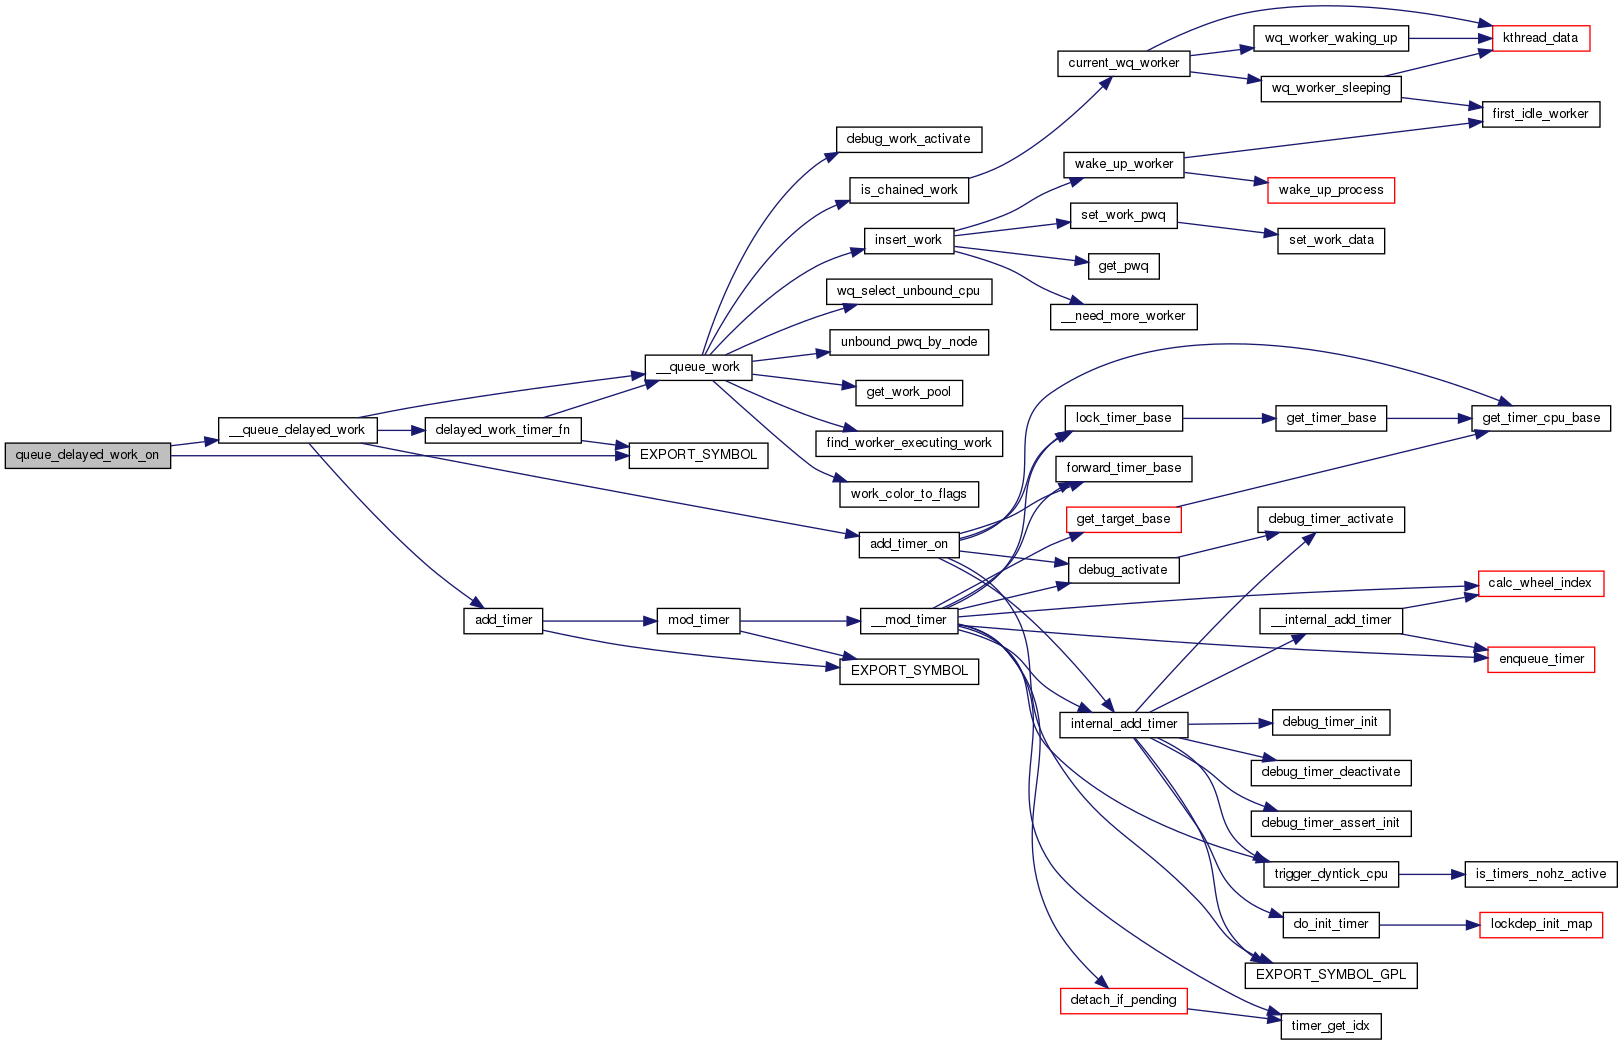 queue_delayed_work_on
__queue_delayed_work
delayed_work_timer_fn
add_timer
__queue_work
EXPORT_SYMBOL
mod_timer
debug_work_activate
is_chained_work
insert_work
wq_select_unbound_cpu
unbound_pwq_by_node
get_work_pool
find_worker_executing_work
work_color_to_flags
add_timer_on
__mod_timer
EXPORT_SYMBOL
current_wq_worker
wake_up_worker
set_work_pwq
get_pwq
__need_more_worker
lock_timer_base
forward_timer_base
get_target_base
debug_activate
internal_add_timer
detach_if_pending
wq_worker_waking_up
wq_worker_sleeping
wake_up_process
set_work_data
get_timer_base
debug_timer_activate
__internal_add_timer
debug_timer_init
debug_timer_deactivate
debug_timer_assert_init
trigger_dyntick_cpu
do_init_timer
EXPORT_SYMBOL_GPL
timer_get_idx
kthread_data
first_idle_worker
get_timer_cpu_base
calc_wheel_index
enqueue_timer
is_timers_nohz_active
lockdep_init_map